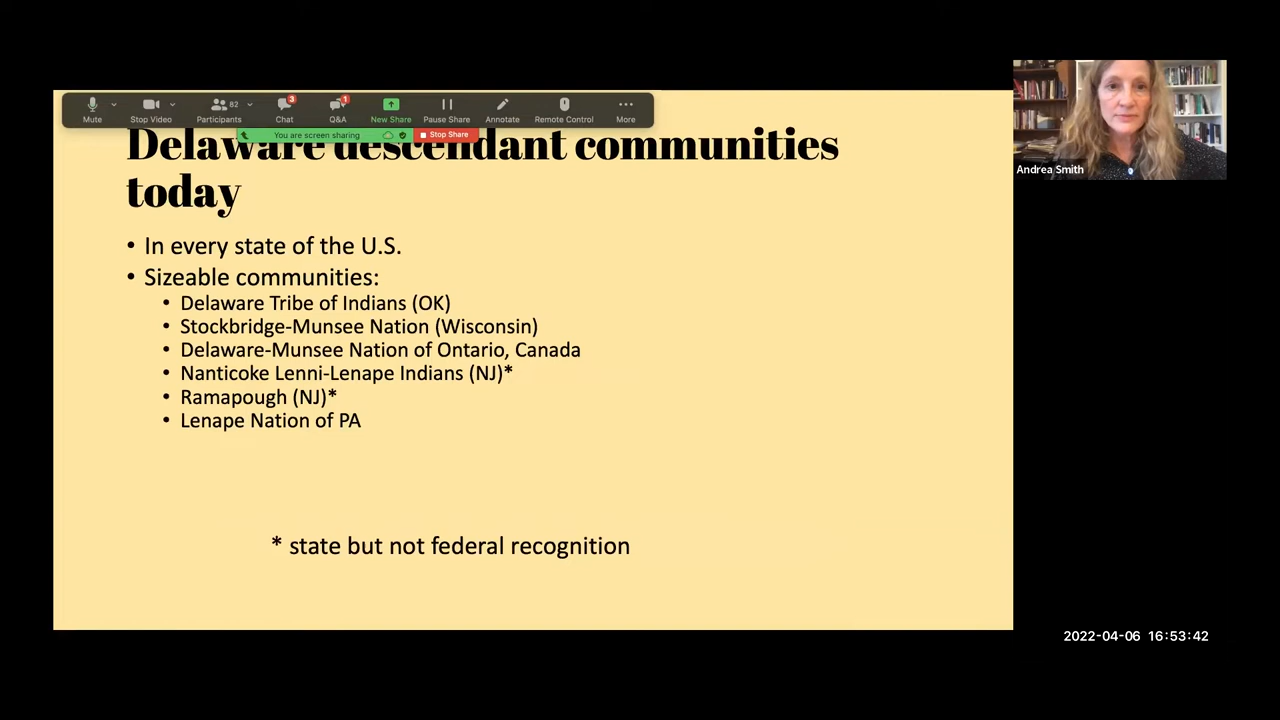 Mute
Stop Video
82
Participants
3
Chat
1
Q&A
New Share
Pause Share
Annotate
Remote Control
More
You are screen sharing
Stop Share
Delaware descendant communities
today
• In every state of the U.S.
• Sizeable communities:
• Delaware Tribe of Indians (OK)
• Stockbridge-Munsee Nation (Wisconsin)
• Delaware-Munsee Nation of Ontario, Canada
• Nanticoke Lenni-Lenape Indians (NJ)*
• Ramapough (NJ)*
• Lenape Nation of PA
* state but not federal recognition
Andrea Smith
2022-04-06 16:53:42